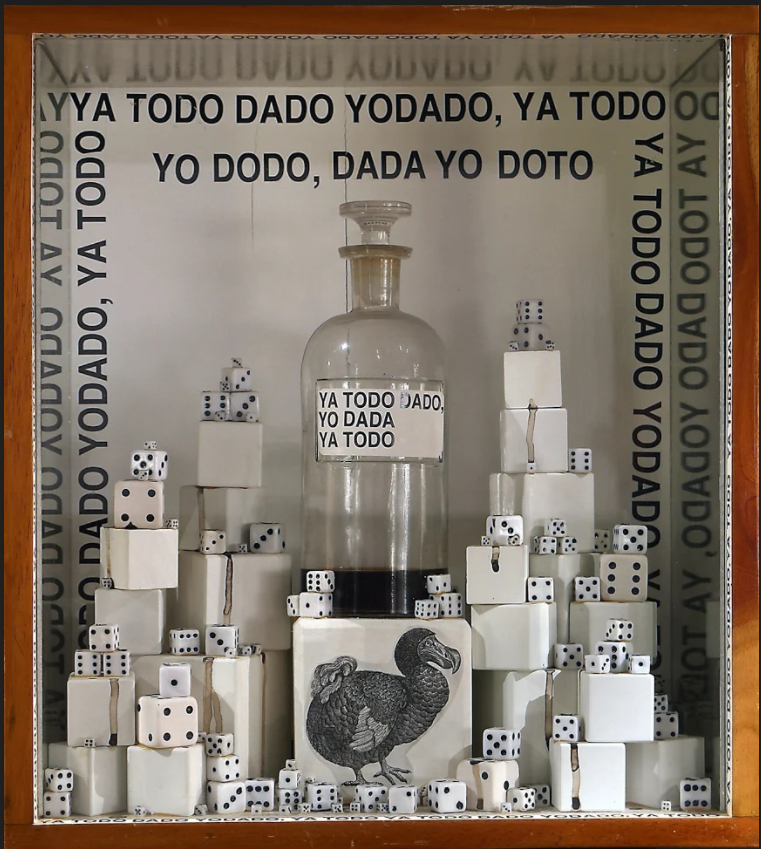 YA TODO DADO YODADO, YA TODO
YO DODO, DADA YO DOTO
YA TODO DADO,
YO DADA
YA TODO
DADO YODADO, YA TODO
YA TODO DADO YODADO